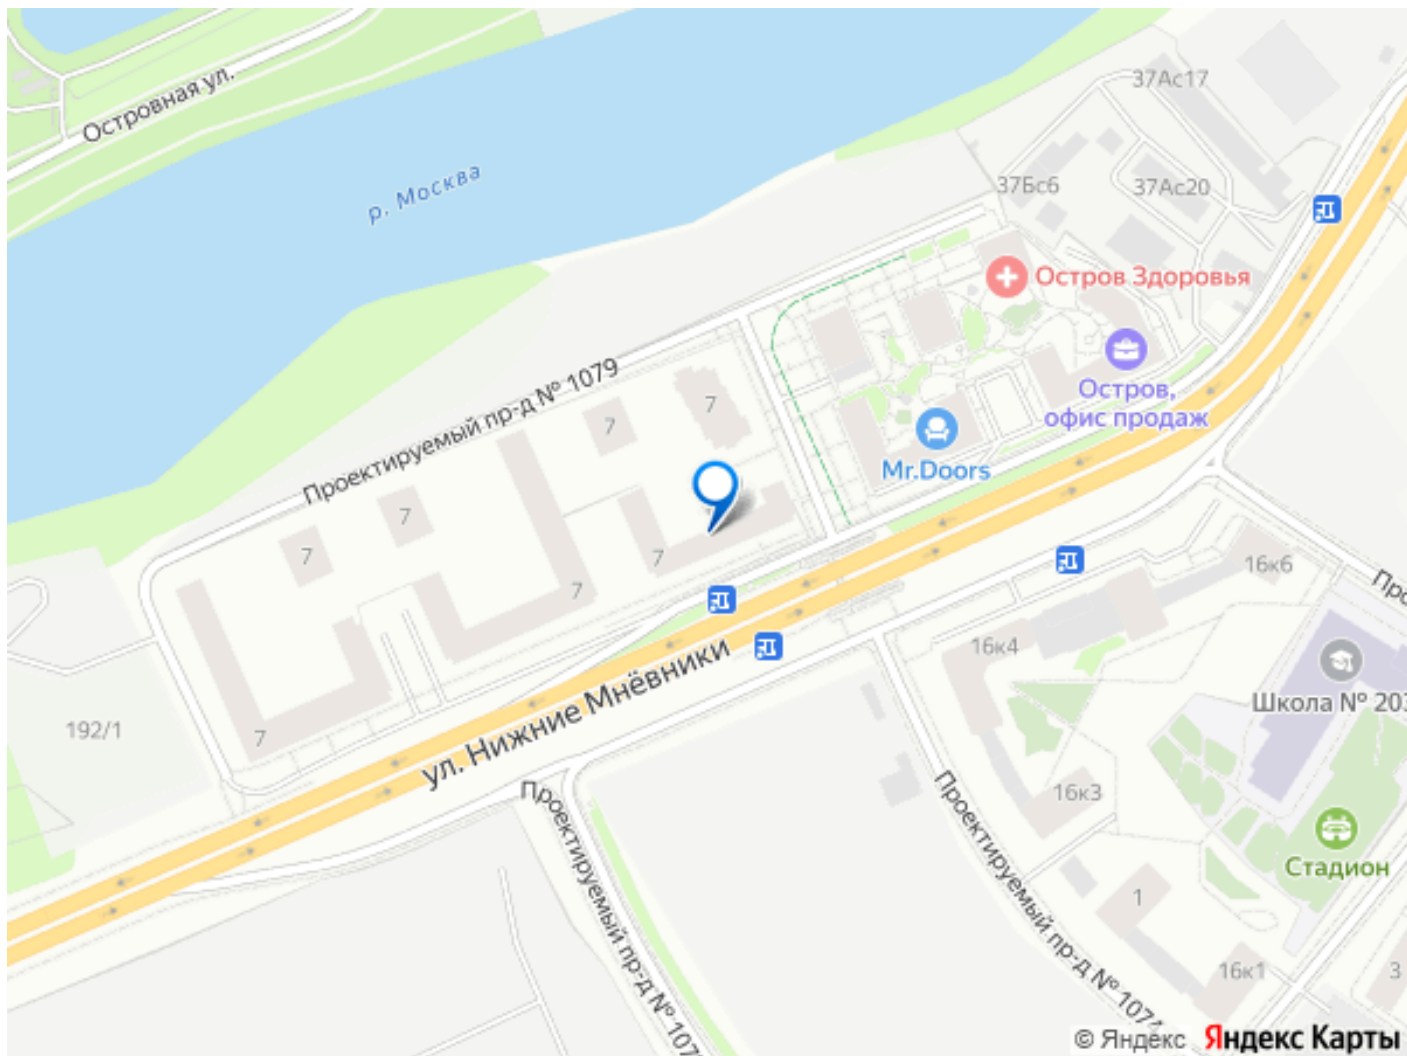 37Ас17
Островная ул.
р. Москва
37Бс6
37Ас20
Остров Здоровья
Остров,
офис продаж
Проектируемый пр-д № 1079
7
7
Mr.Doors
7
7
7
7
7
16к6
16к4
Школа № 203
ул. Нижние Мнёвники
192/1
7
16к3
Проектируемый пр-д № 107
Проектируемый пр-д № 1074
Стадион
1
16к1
3
© Яндекс Яндекс Карты